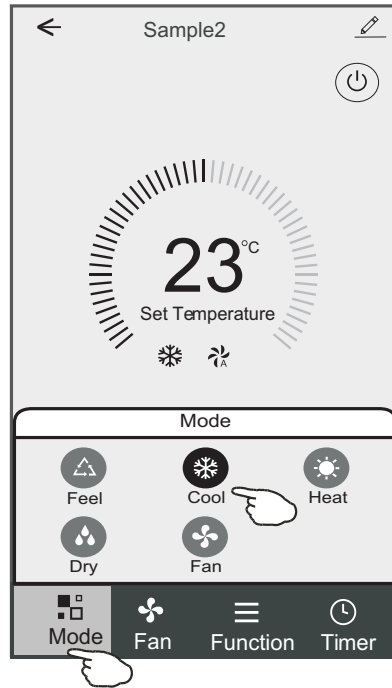 Sample2
23°C
Set Temperature
A
Mode
Feel Cool Heat
Dry Fan
Mode Fan Function Timer